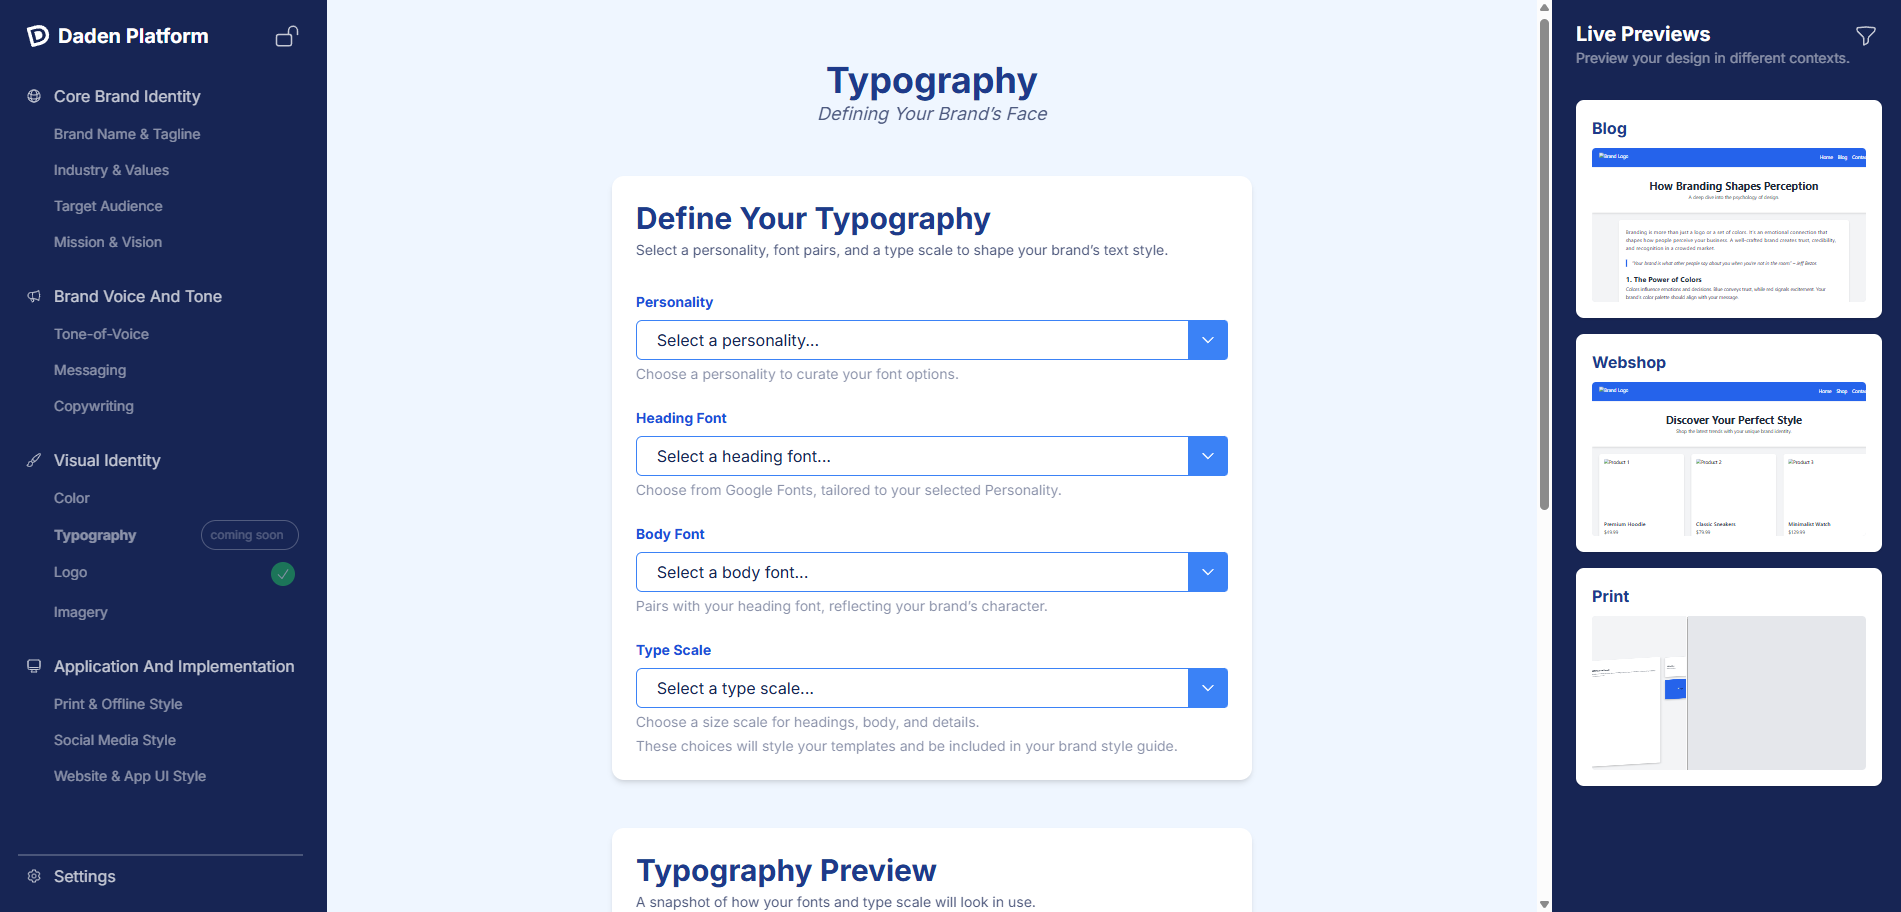 Daden Platform
Core Brand Identity
Brand Name & Tagline
Industry & Values
Target Audience
Mission & Vision
Brand Voice And Tone
Tone-of-Voice
Messaging
Copywriting
Visual Identity
Color
Typography
coming soon
Logo
Imagery
Application And Implementation
Print & Offline Style
Social Media Style
Website & App UI Style
Settings
Typography
Defining Your Brand’s Face
Define Your Typography
Select a personality, font pairs, and a type scale to shape your brand’s text style.
Personality
Select a personality...
Choose a personality to curate your font options.
Heading Font
Select a heading font...
Choose from Google Fonts, tailored to your selected Personality.
Body Font
Select a body font...
Pairs with your heading font, reflecting your brand’s character.
Type Scale
Select a type scale...
Choose a size scale for headings, body, and details.
These choices will style your templates and be included in your brand style guide.
Typography Preview
A snapshot of how your fonts and type scale will look in use.
Live Previews
Preview your design in different contexts.
Blog
Brand Logo
Home Blog
How Branding Shapes Perception
A deep dive into the psychology of design
Branding is more than just a logo or a set of colors. It's an emotional connection that
shapes how people perceive your business. A well-crafted brand creates trust, credibility,
and recognition in a crowded market.
"Your brand is what other people say about you when you're not in the room" – Jeff Bezos
1. The Power of Colors
Colors influence emotions and decisions. Blue conveys trust, while red signals excitement. Your
brand's color palette should align with your message.
Webshop
Brand Logo
Home Shop
Discover Your Perfect Style
Shop the latest trends with your unique brand identity
Product 1 Product 2 Product 3
Premium Hoodie Classic Sneakers Minimalist Watch
$49.99 $79.99 $129.99
Print